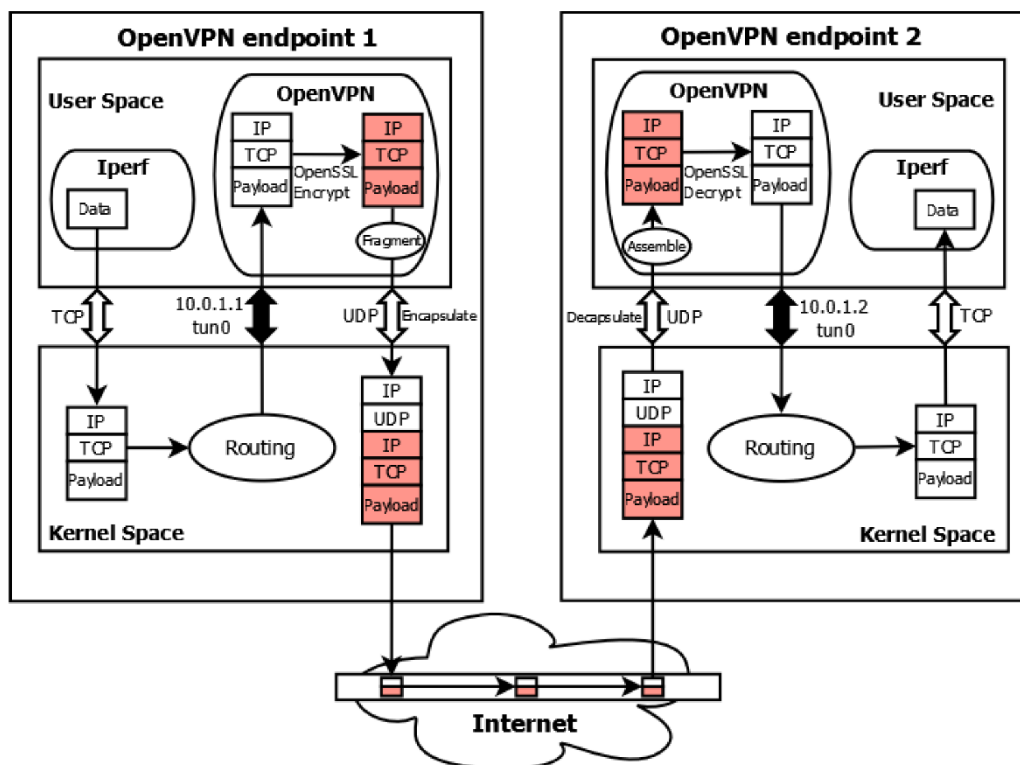 OpenVPN endpoint 1
User Space
OpenVPN
IP
TCP
Payload
OpenSSL
Encrypt
IP
TCP
Payload
Fragment
Iperf
Data
TCP
10.0.1.1
tun0
UDP
Encapsulate
IP
TCP
Payload
Routing
IP
UDP
IP
TCP
Payload
Kernel Space
OpenVPN endpoint 2
OpenVPN
User Space
IP
TCP
Payload
OpenSSL
Decrypt
IP
TCP
Payload
Assemble
Iperf
Data
Decapsulate
UDP
10.0.1.2
tun0
TCP
IP
UDP
IP
TCP
Payload
Routing
IP
TCP
Payload
Kernel Space
Internet